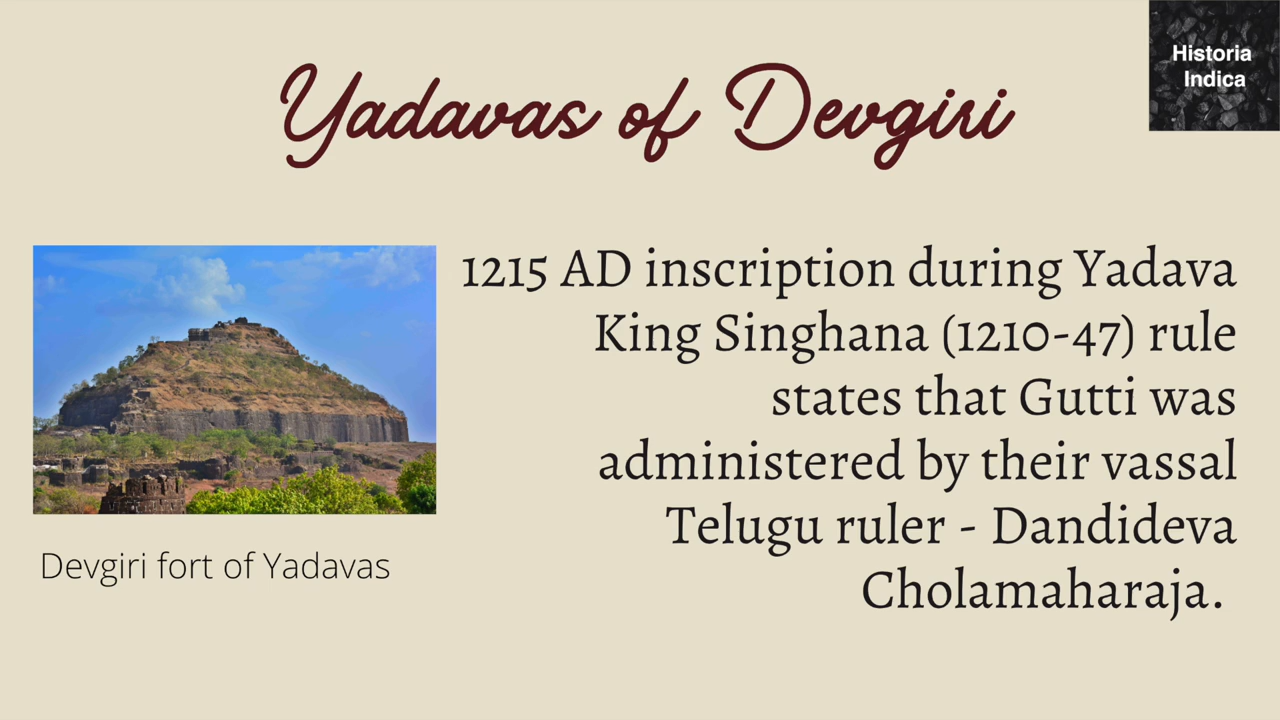 Historia
Indica
Yadavas of Devgiri
1215 AD inscription during Yadava
King Singhana (1210-47) rule
states that Gutti was
administered by their vassal
Telugu ruler - Dandideva
Cholamaharaja.
Devgiri fort of Yadavas